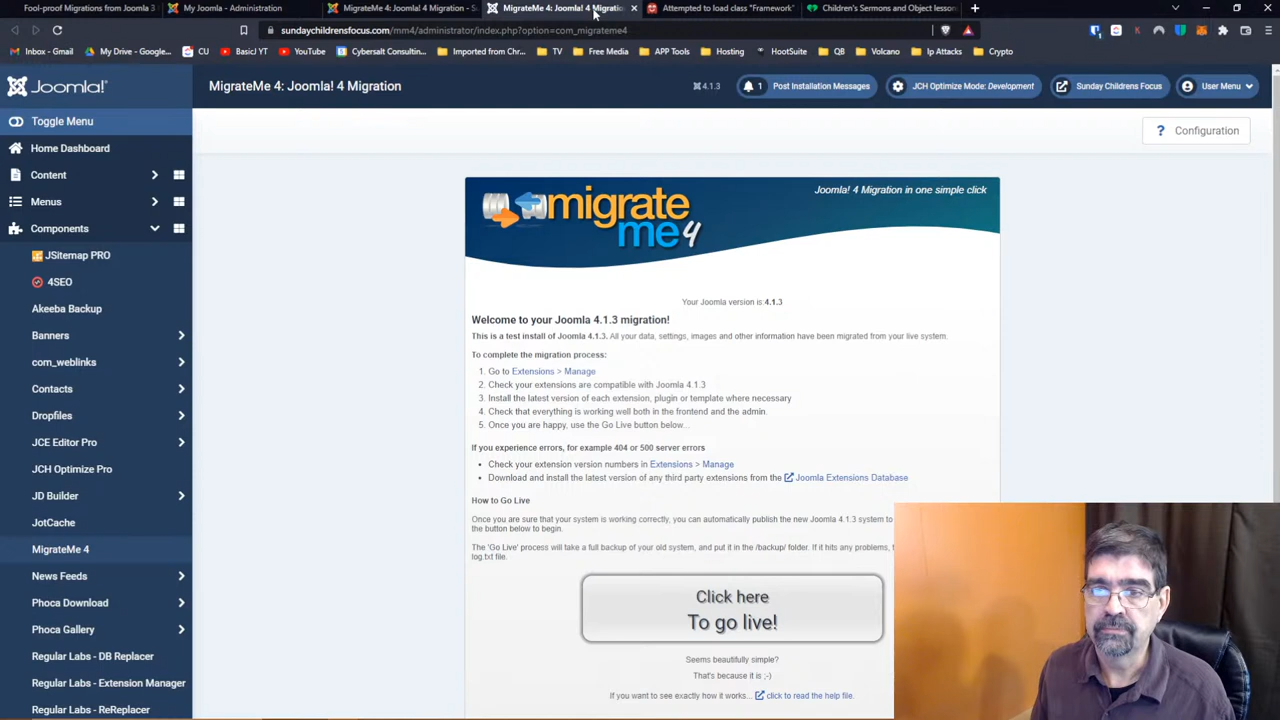 Fool-proof Migrations from Joomla 3
My Joomla - Administration
MigrateMe 4: Joomla! 4 Migration - S
MigrateMe 4: Joomla! 4 Migratio
Attempted to load class "Framework"
Children's Sermons and Object lesson
sundaychildrensfocus.com/mm4/administrator/index.php?option=com_migrateme4
Inbox - Gmail
CU
Basic! YT
YouTube
Cybersalt Consulting...
Imported from Chr...
TV
Free Media
APP Tools
Hosting
HootSuite
QB
Volcano
Ip Attacks
Crypto
Joomla!
MigrateMe 4: Joomla! 4 Migration
4.1.3
1 Post Installation Messages
JCH Optimize Mode: Development
Sunday Childrens Focus
User Menu
Toggle Menu
? Configuration
Home Dashboard
Content
Menus
Components
JSitemap PRO
4SEO
Akeeba Backup
Banners
com_weblinks
Contacts
Dropfiles
JCE Editor Pro
JCH Optimize Pro
JD Builder
JotCache
MigrateMe 4
News Feeds
Phoca Download
Phoca Gallery
Regular Labs - DB Replacer
Regular Labs - Extension Manager
Regular Labs - ReReplacer
migrate
me4
Joomla! 4 Migration in one simple click
Your Joomla version is:4.1.3
Welcome to your Joomla 4.1.3 migration!
This is a test install of Joomla 4.1.3. All your data, settings, images and other information have been migrated from your live system.
To complete the migration process:
1. Go to Extensions > Manage
2. Check your extensions are compatible with Joomla 4.1.3
3. Install the latest version of each extension, plugin or template where necessary
4. Check that everything is working well both in the frontend and the admin.
5. Once you are happy, use the Go Live button below...
If you experience errors, for example 404 or 500 server errors
• Check your extension version numbers in Extensions > Manage
• Download and install the latest version of any third party extensions from the Joomla Extensions Database
How to Go Live
Once you are sure that your system is working correctly, you can automatically publish the new Joomla 4.1.3 system to
the button below to begin.
The 'Go Live' process will take a full backup of your old system, and put it in the /backup/ folder. If it hits any problems,
log.txt file.
Click here
To go live!
Seems beautifully simple?
That's because it is ;-)
If you want to see exactly how it works... click to read the help file.